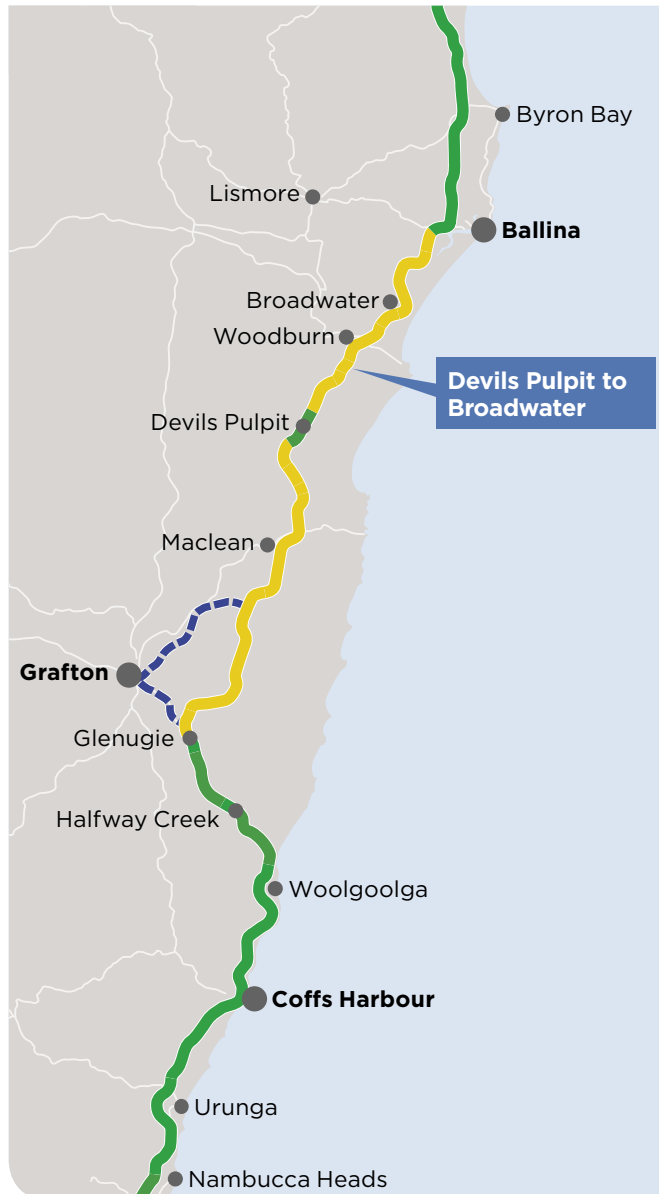 Byron Bay
Lismore
Ballina
Broadwater
Woodburn
Devils Pulpit to
Broadwater
Devils Pulpit
Maclean
Grafton
Glenugie
Halfway Creek
Woolgoolga
Coffs Harbour
Urunga
Nambucca Heads